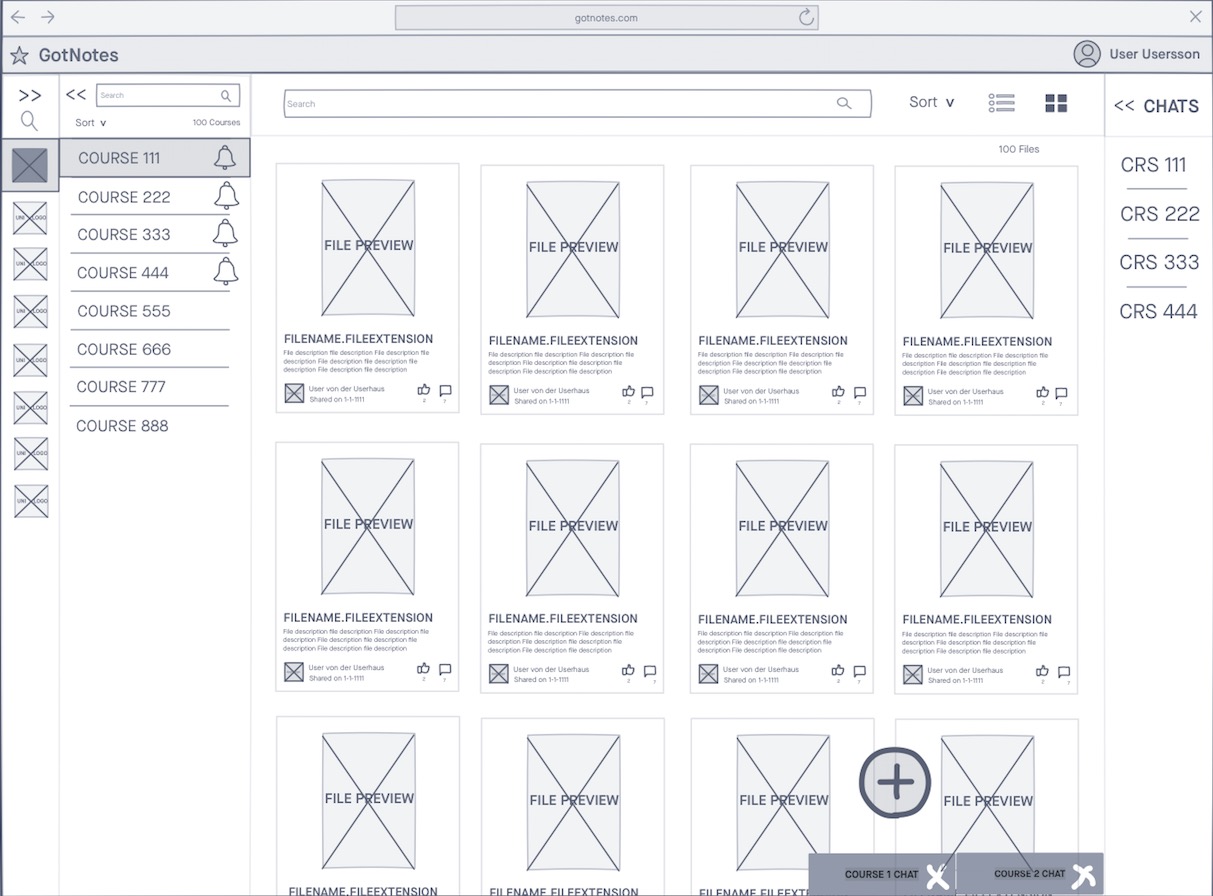 gotnotes.com
GotNotes
User Usersson
>>
<<
Search
Sort v
100 Courses
COURSE 111
COURSE 222
COURSE 333
COURSE 444
COURSE 555
COURSE 666
COURSE 777
COURSE 888
UNI LOGO
UNI LOGO
UNI LOGO
UNI LOGO
UNI LOGO
UNI LOGO
UNI LOGO
Search
Sort v
100 Files
FILE PREVIEW
FILENAME.FILEEXTENSION
File description file description File description file
description File description file description file
description File description file description
User von der Userhaus
Shared on 1-1-1111
2 7
FILE PREVIEW
FILENAME.FILEEXTENSION
File description file description File description file
description File description file description file
description File description file description
User von der Userhaus
Shared on 1-1-1111
2 7
FILE PREVIEW
FILENAME.FILEEXTENSION
File description file description File description file
description File description file description file
description File description file description
User von der Userhaus
Shared on 1-1-1111
2 7
FILE PREVIEW
FILENAME.FILEEXTENSION
File description file description File description file
description File description file description file
description File description file description
User von der Userhaus
Shared on 1-1-1111
2 7
FILE PREVIEW
FILENAME.FILEEXTENSION
File description file description File description file
description File description file description file
description File description file description
User von der Userhaus
Shared on 1-1-1111
2 7
FILE PREVIEW
FILENAME.FILEEXTENSION
File description file description File description file
description File description file description file
description File description file description
User von der Userhaus
Shared on 1-1-1111
2 7
FILE PREVIEW
FILENAME.FILEEXTENSION
File description file description File description file
description File description file description file
description File description file description
User von der Userhaus
Shared on 1-1-1111
2 7
FILE PREVIEW
FILENAME.FILEEXTENSION
File description file description File description file
description File description file description file
description File description file description
User von der Userhaus
Shared on 1-1-1111
2 7
FILE PREVIEW
FILENAME.FILEEXTENSION
FILE PREVIEW
FILENAME.FILEEXTENSION
FILE PREVIEW
FILE PREVIEW
<< CHATS
CRS 111
CRS 222
CRS 333
CRS 444
COURSE 1 CHAT
COURSE 2 CHAT